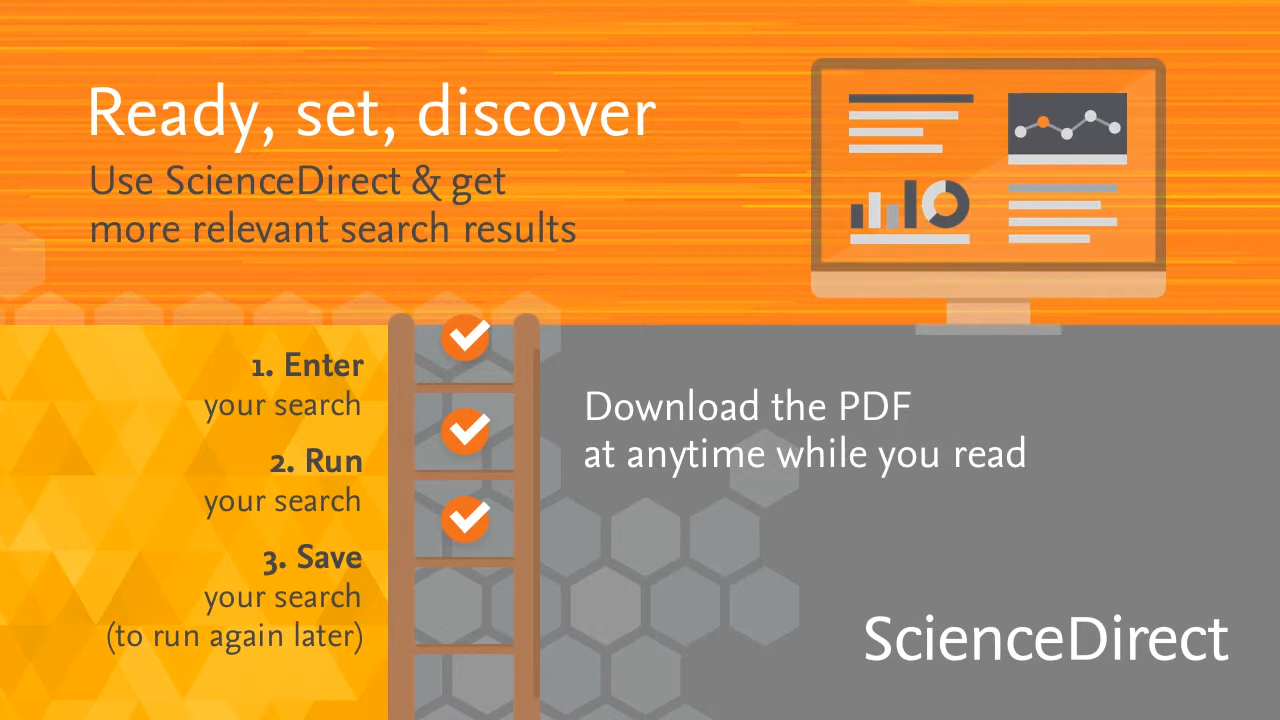 Ready, set, discover
Use ScienceDirect & get
more relevant search results
1. Enter
your search
2. Run
your search
3. Save
your search
(to run again later)
Download the PDF
at anytime while you read
ScienceDirect